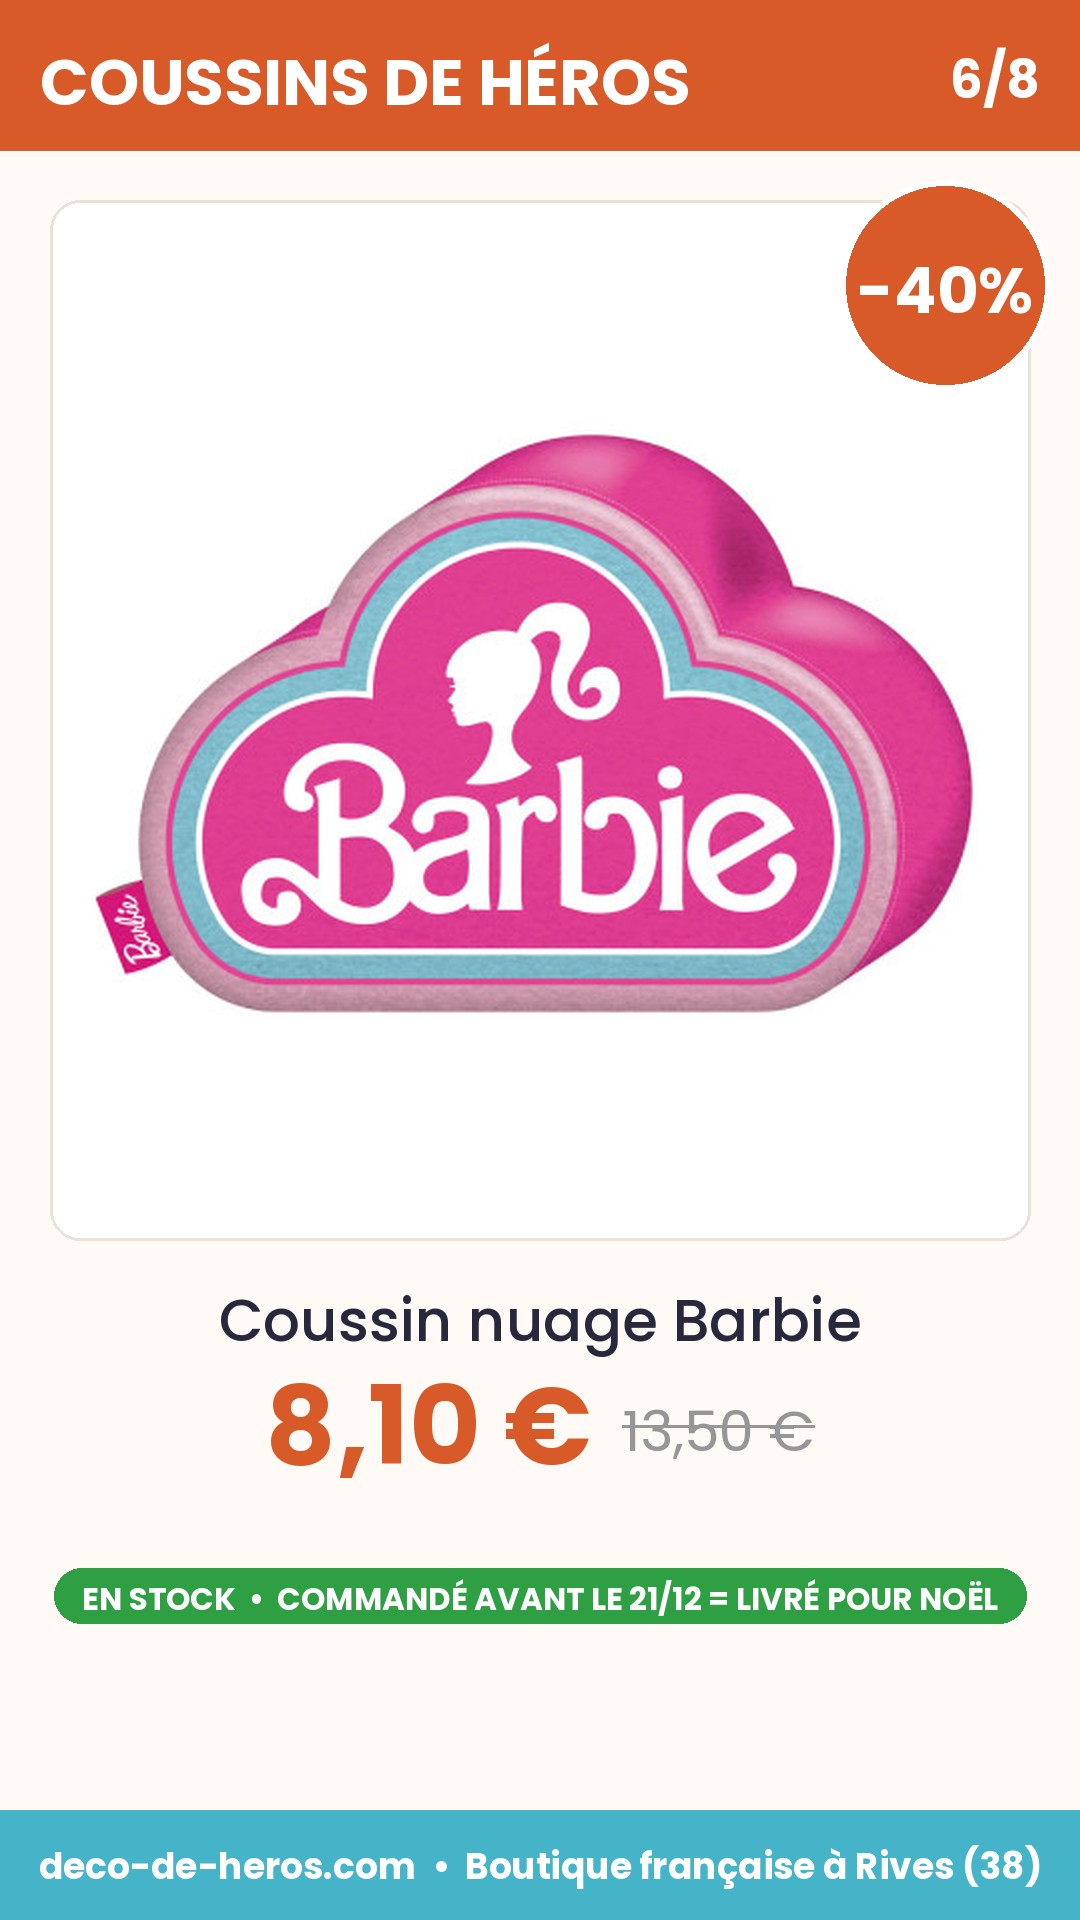 COUSSINS DE HÉROS 6/8
-40%
Barbie
Barbie
Coussin nuage Barbie
8,10 € 13,50 €
EN STOCK • COMMANDÉ AVANT LE 21/12 = LIVRÉ POUR NOËL
deco-de-heros.com • Boutique française à Rives (38)